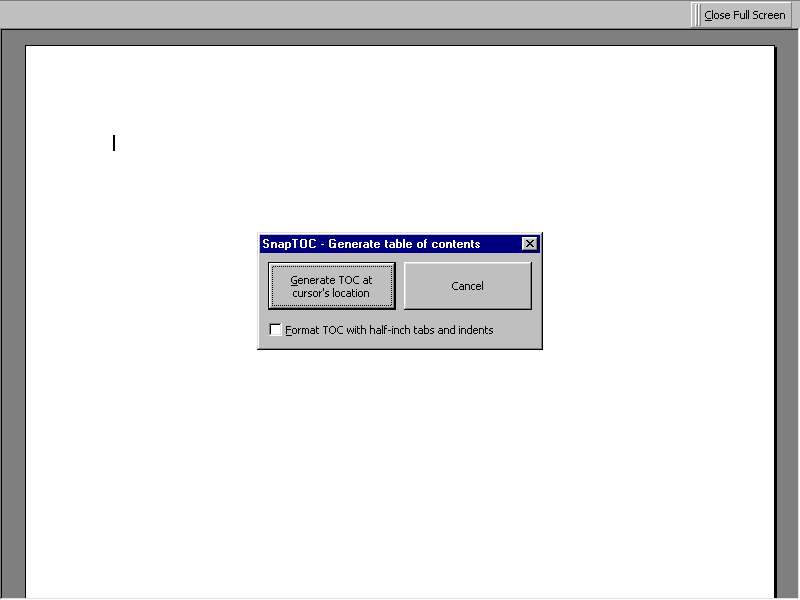 Close Full Screen
SnapTOC - Generate table of contents
Generate TOC at
cursor's location
Cancel
Format TOC with half-inch tabs and indents